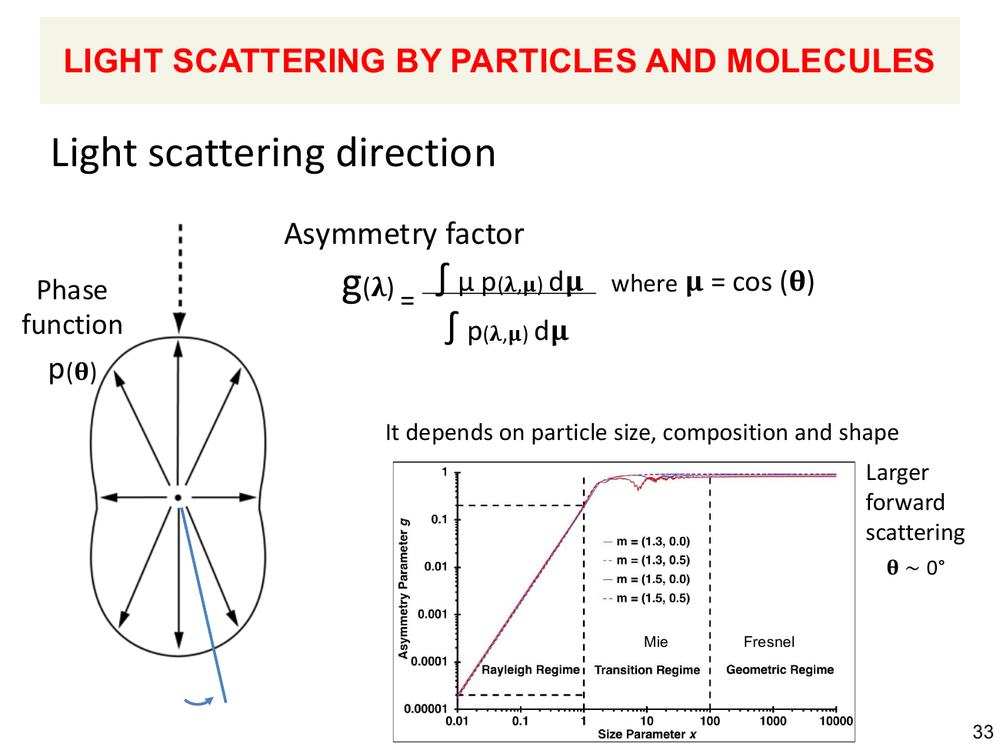 LIGHT SCATTERING BY PARTICLES AND MOLECULES
Light scattering direction
Asymmetry factor
g(λ) = ∫ μ p(λ,μ) dμ where μ = cos (θ)
∫ p(λ,μ) dμ
Phase
function
p(θ)
It depends on particle size, composition and shape
Larger
forward
scattering
θ ~ 0°
Asymmetry Parameter g
1
0.1
0.01
0.001
0.0001
0.00001
m = (1.3, 0.0)
m = (1.3, 0.5)
m = (1.5, 0.0)
m = (1.5, 0.5)
Mie Fresnel
Rayleigh Regime Transition Regime Geometric Regime
0.01 0.1 1 10 100 1000 10000
Size Parameter x
33